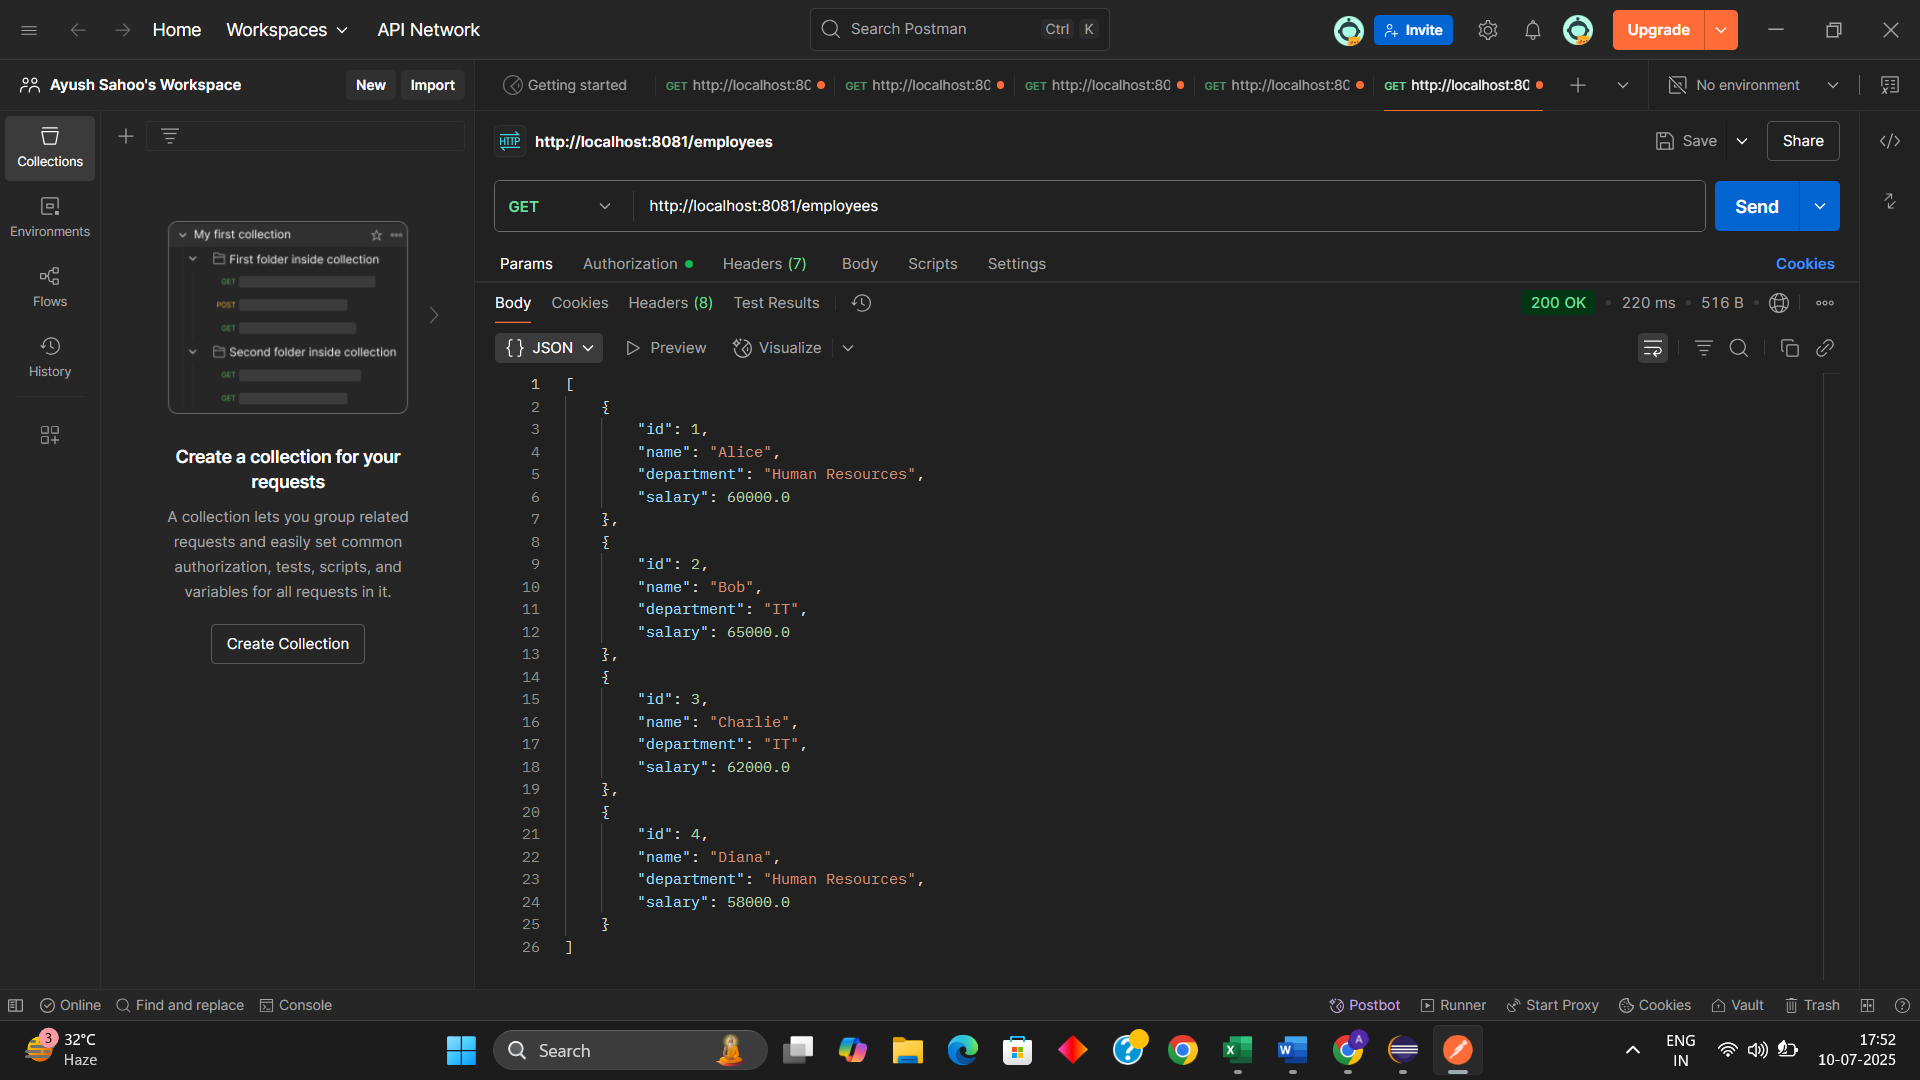 Home
Workspaces
API Network
Search Postman
Ctrl K
Invite
Upgrade
Ayush Sahoo's Workspace
New
Import
Getting started
GET http://localhost:80
GET http://localhost:80
GET http://localhost:80
GET http://localhost:80
GET http://localhost:80
No environment
Collections
Environments
Flows
History
My first collection
First folder inside collection
GET
POST
GET
Second folder inside collection
GET
GET
Create a collection for your
requests
A collection lets you group related
requests and easily set common
authorization, tests, scripts, and
variables for all requests in it.
Create Collection
HTTP http://localhost:8081/employees
Save
Share
GET
http://localhost:8081/employees
Send
Params
Authorization
Headers (7)
Body
Scripts
Settings
Cookies
Body
Cookies
Headers (8)
Test Results
200 OK
220 ms
516 B
{} JSON
Preview
Visualize
1 [
2 {
3 "id": 1,
4 "name": "Alice",
5 "department": "Human Resources",
6 "salary": 60000.0
7 },
8 {
9 "id": 2,
10 "name": "Bob",
11 "department": "IT",
12 "salary": 65000.0
13 },
14 {
15 "id": 3,
16 "name": "Charlie",
17 "department": "IT",
18 "salary": 62000.0
19 },
20 {
21 "id": 4,
22 "name": "Diana",
23 "department": "Human Resources",
24 "salary": 58000.0
25 }
26 ]
Online
Find and replace
Console
Postbot
Runner
Start Proxy
Cookies
Vault
Trash
3
32°C
Haze
Search
A
ENG
IN
17:52
10-07-2025